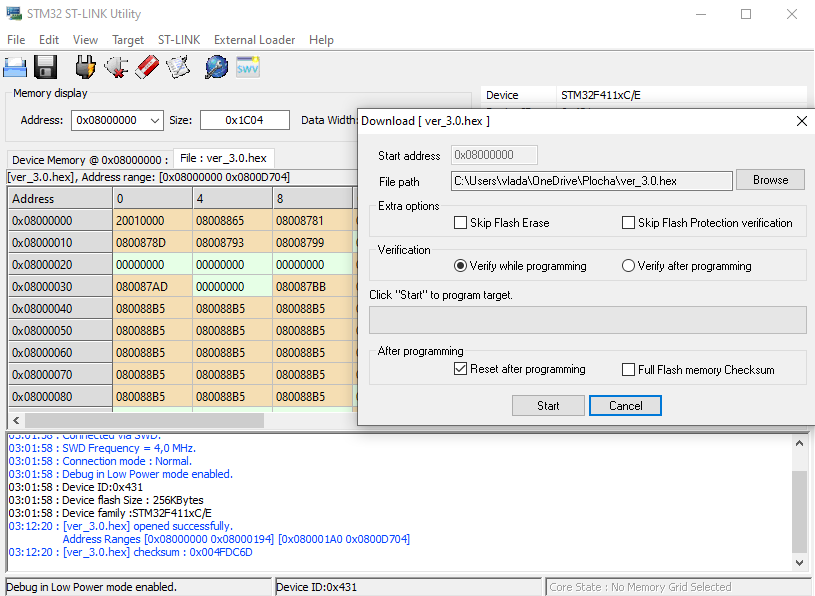 STM32 ST-LINK Utility
File Edit View Target ST-LINK External Loader Help
SWV
Memory display
Address: 0x08000000 Size: 0x1C04 Data Width:
Device STM32F411xC/E
Device Memory @ 0x08000000 : File : ver_3.0.hex
[ver_3.0.hex], Address range: [0x08000000 0x0800D704]
Address 0 4 8
0x08000000 20010000 08008865 08008781
0x08000010 0800878D 08008793 08008799
0x08000020 00000000 00000000 00000000
0x08000030 080087AD 00000000 080087BB
0x08000040 080088B5 080088B5 080088B5
0x08000050 080088B5 080088B5 080088B5
0x08000060 080088B5 080088B5 080088B5
0x08000070 080088B5 080088B5 080088B5
0x08000080 080088B5 080088B5 080088B5
Download [ ver_3.0.hex ]
Start address 0x08000000
File path C:\Users\vlada\OneDrive\Plocha\ver_3.0.hex Browse
Extra options
Skip Flash Erase Skip Flash Protection verification
Verification
Verify while programming Verify after programming
Click "Start" to program target.
After programming
Reset after programming Full Flash memory Checksum
Start Cancel
03:01:58 : Connected via SWD.
03:01:58 : SWD Frequency = 4,0 MHz.
03:01:58 : Connection mode : Normal.
03:01:58 : Debug in Low Power mode enabled.
03:01:58 : Device ID:0x431
03:01:58 : Device flash Size : 256KBytes
03:01:58 : Device family :STM32F411xC/E
03:12:20 : [ver_3.0.hex] opened successfully.
Address Ranges [0x08000000 0x08000194] [0x080001A0 0x0800D704]
03:12:20 : [ver_3.0.hex] checksum : 0x004FDC6D
Debug in Low Power mode enabled. Device ID:0x431 Core State : No Memory Grid Selected